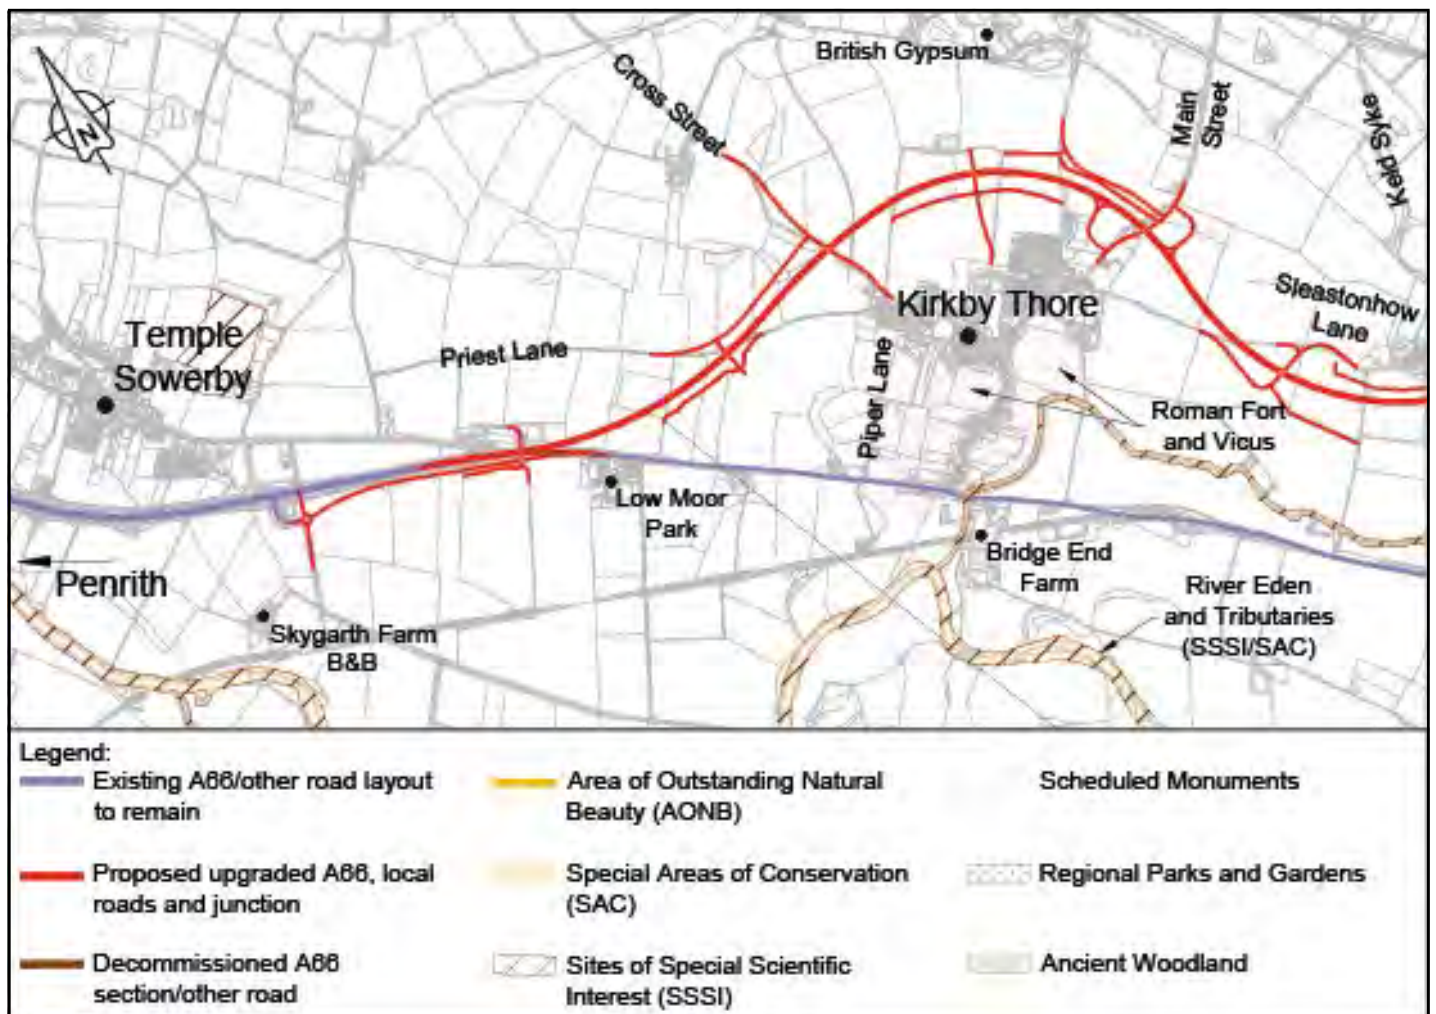 British Gypsum
Cross Street
Main
Street
Keld Syke
N
Temple
Sowerby
Priest Lane
Kirkby Thore
Sleastonhow
Lane
Piper Lane
Roman Fort
and Vicus
Low Moor
Park
Penrith
Bridge End
Farm
River Eden
and Tributaries
(SSSI/SAC)
Skygarth Farm
B&B
Legend:
Existing A66/other road layout
to remain
Proposed upgraded A66, local
roads and junction
Decommissioned A66
section/other road
Area of Outstanding Natural
Beauty (AONB)
Special Areas of Conservation
(SAC)
Sites of Special Scientific
Interest (SSSI)
Scheduled Monuments
Regional Parks and Gardens
Ancient Woodland